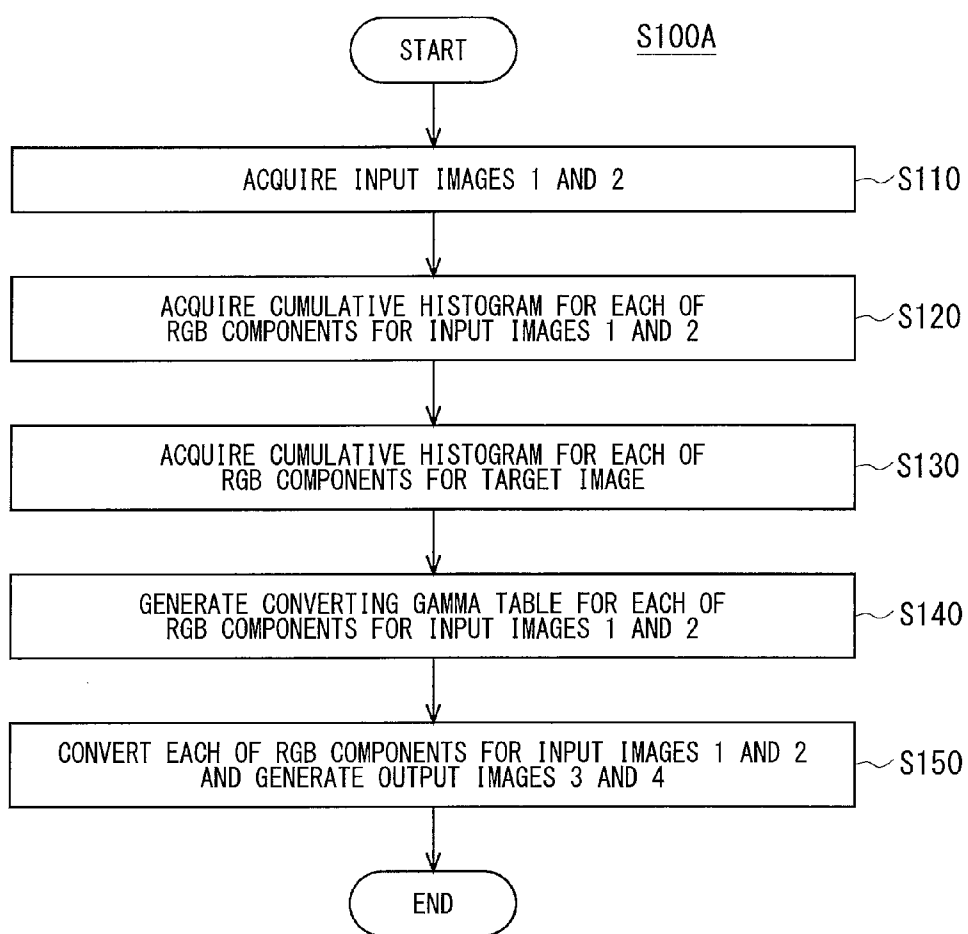 S100A
START
ACQUIRE INPUT IMAGES 1 AND 2
S110
ACQUIRE CUMULATIVE HISTOGRAM FOR EACH OF
RGB COMPONENTS FOR INPUT IMAGES 1 AND 2
S120
ACQUIRE CUMULATIVE HISTOGRAM FOR EACH OF
RGB COMPONENTS FOR TARGET IMAGE
S130
GENERATE CONVERTING GAMMA TABLE FOR EACH OF
RGB COMPONENTS FOR INPUT IMAGES 1 AND 2
S140
CONVERT EACH OF RGB COMPONENTS FOR INPUT IMAGES 1 AND 2
AND GENERATE OUTPUT IMAGES 3 AND 4
S150
END